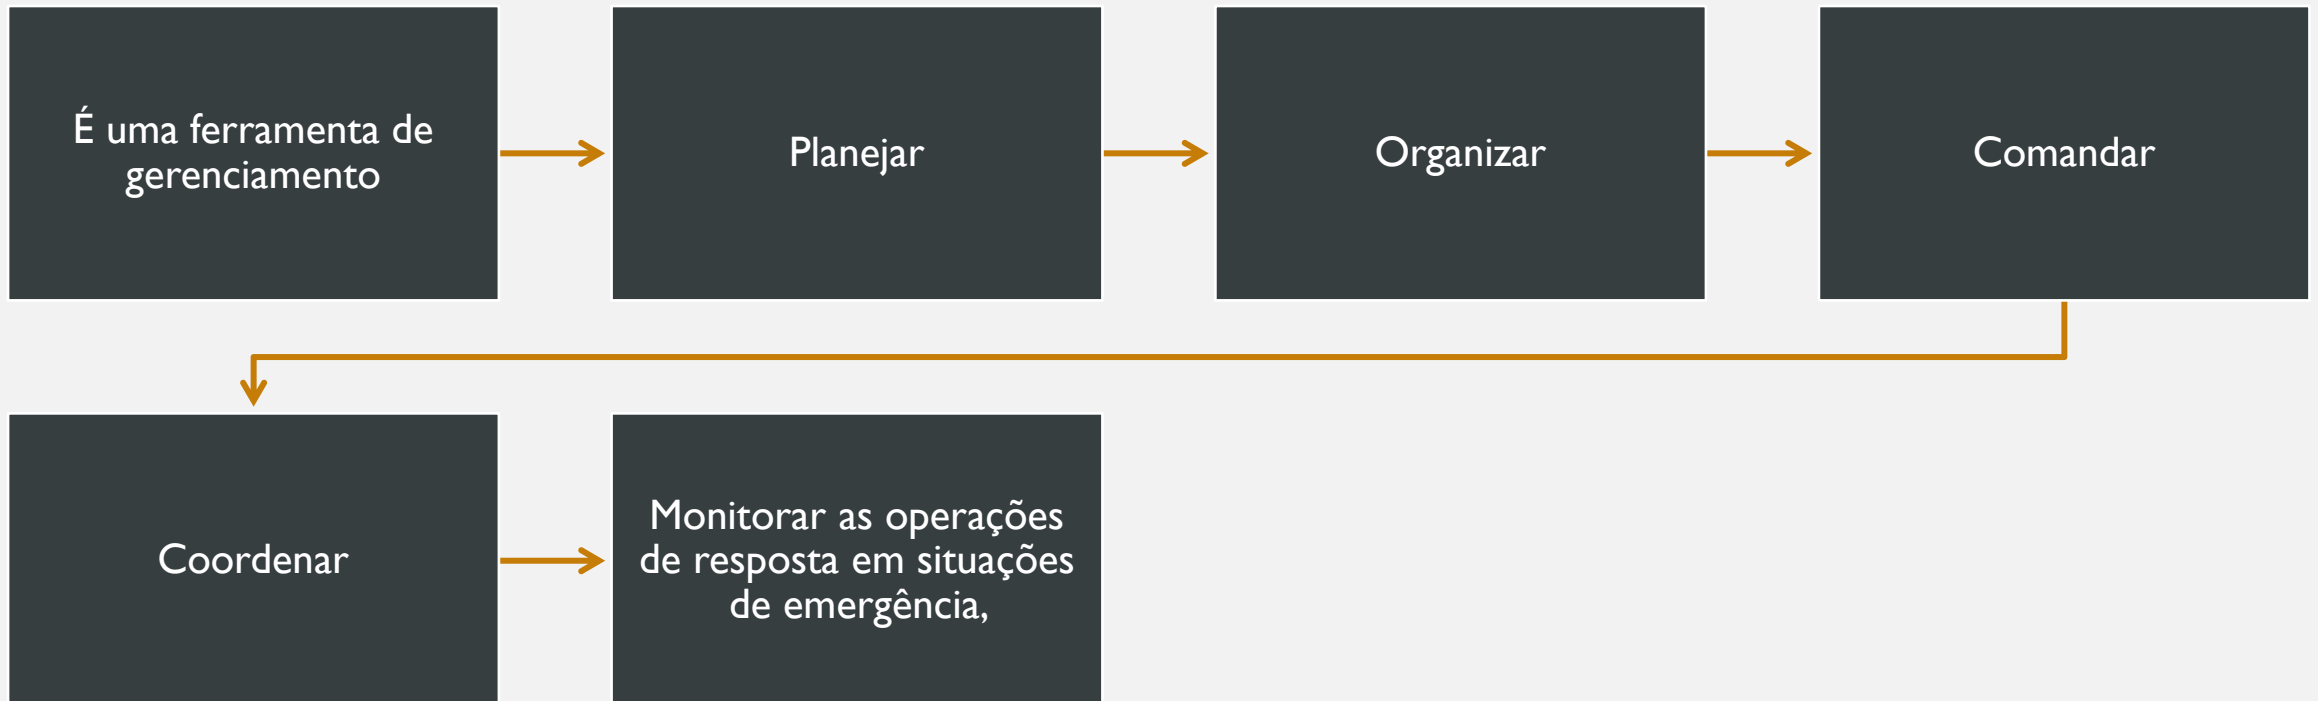 É uma ferramenta de
gerenciamento
Planejar
Organizar
Comandar
Coordenar
Monitorar as operações
de resposta em situações
de emergência,